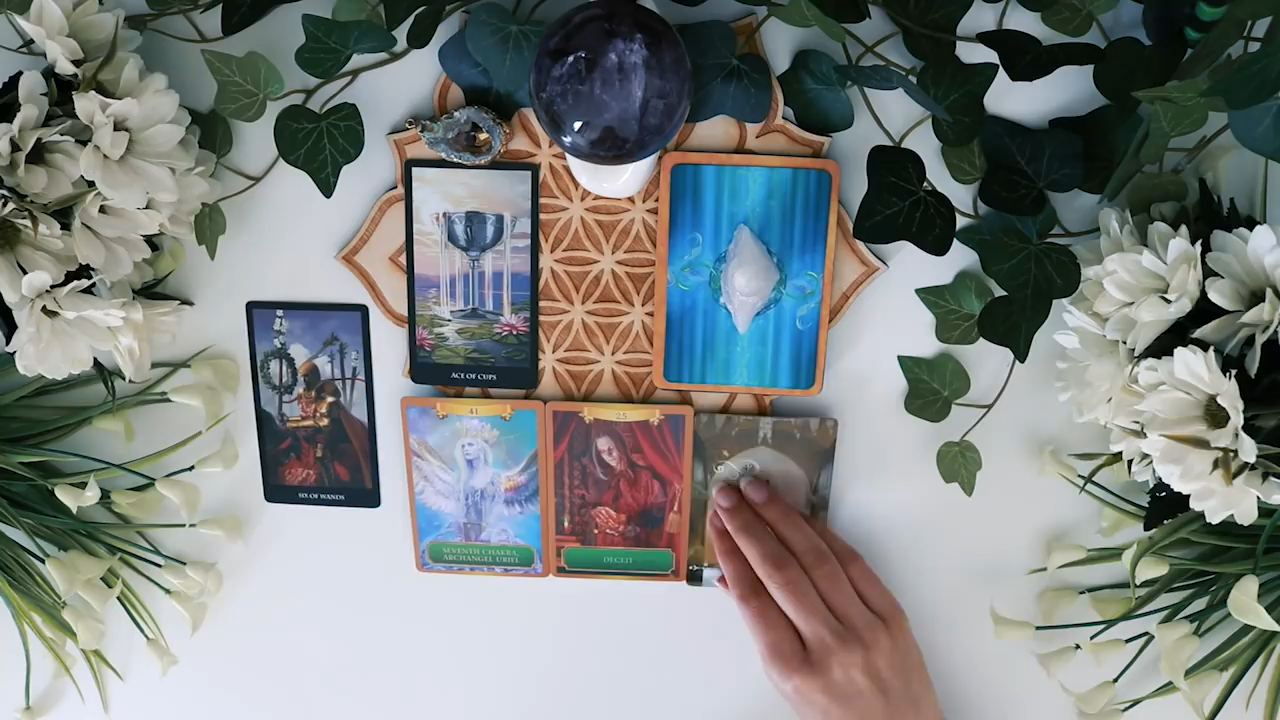 ACE OF CUPS
SIX OF WANDS
41
SEVENTH CHAKRA,
ARCHANGEL URIEL
25
DECEIT